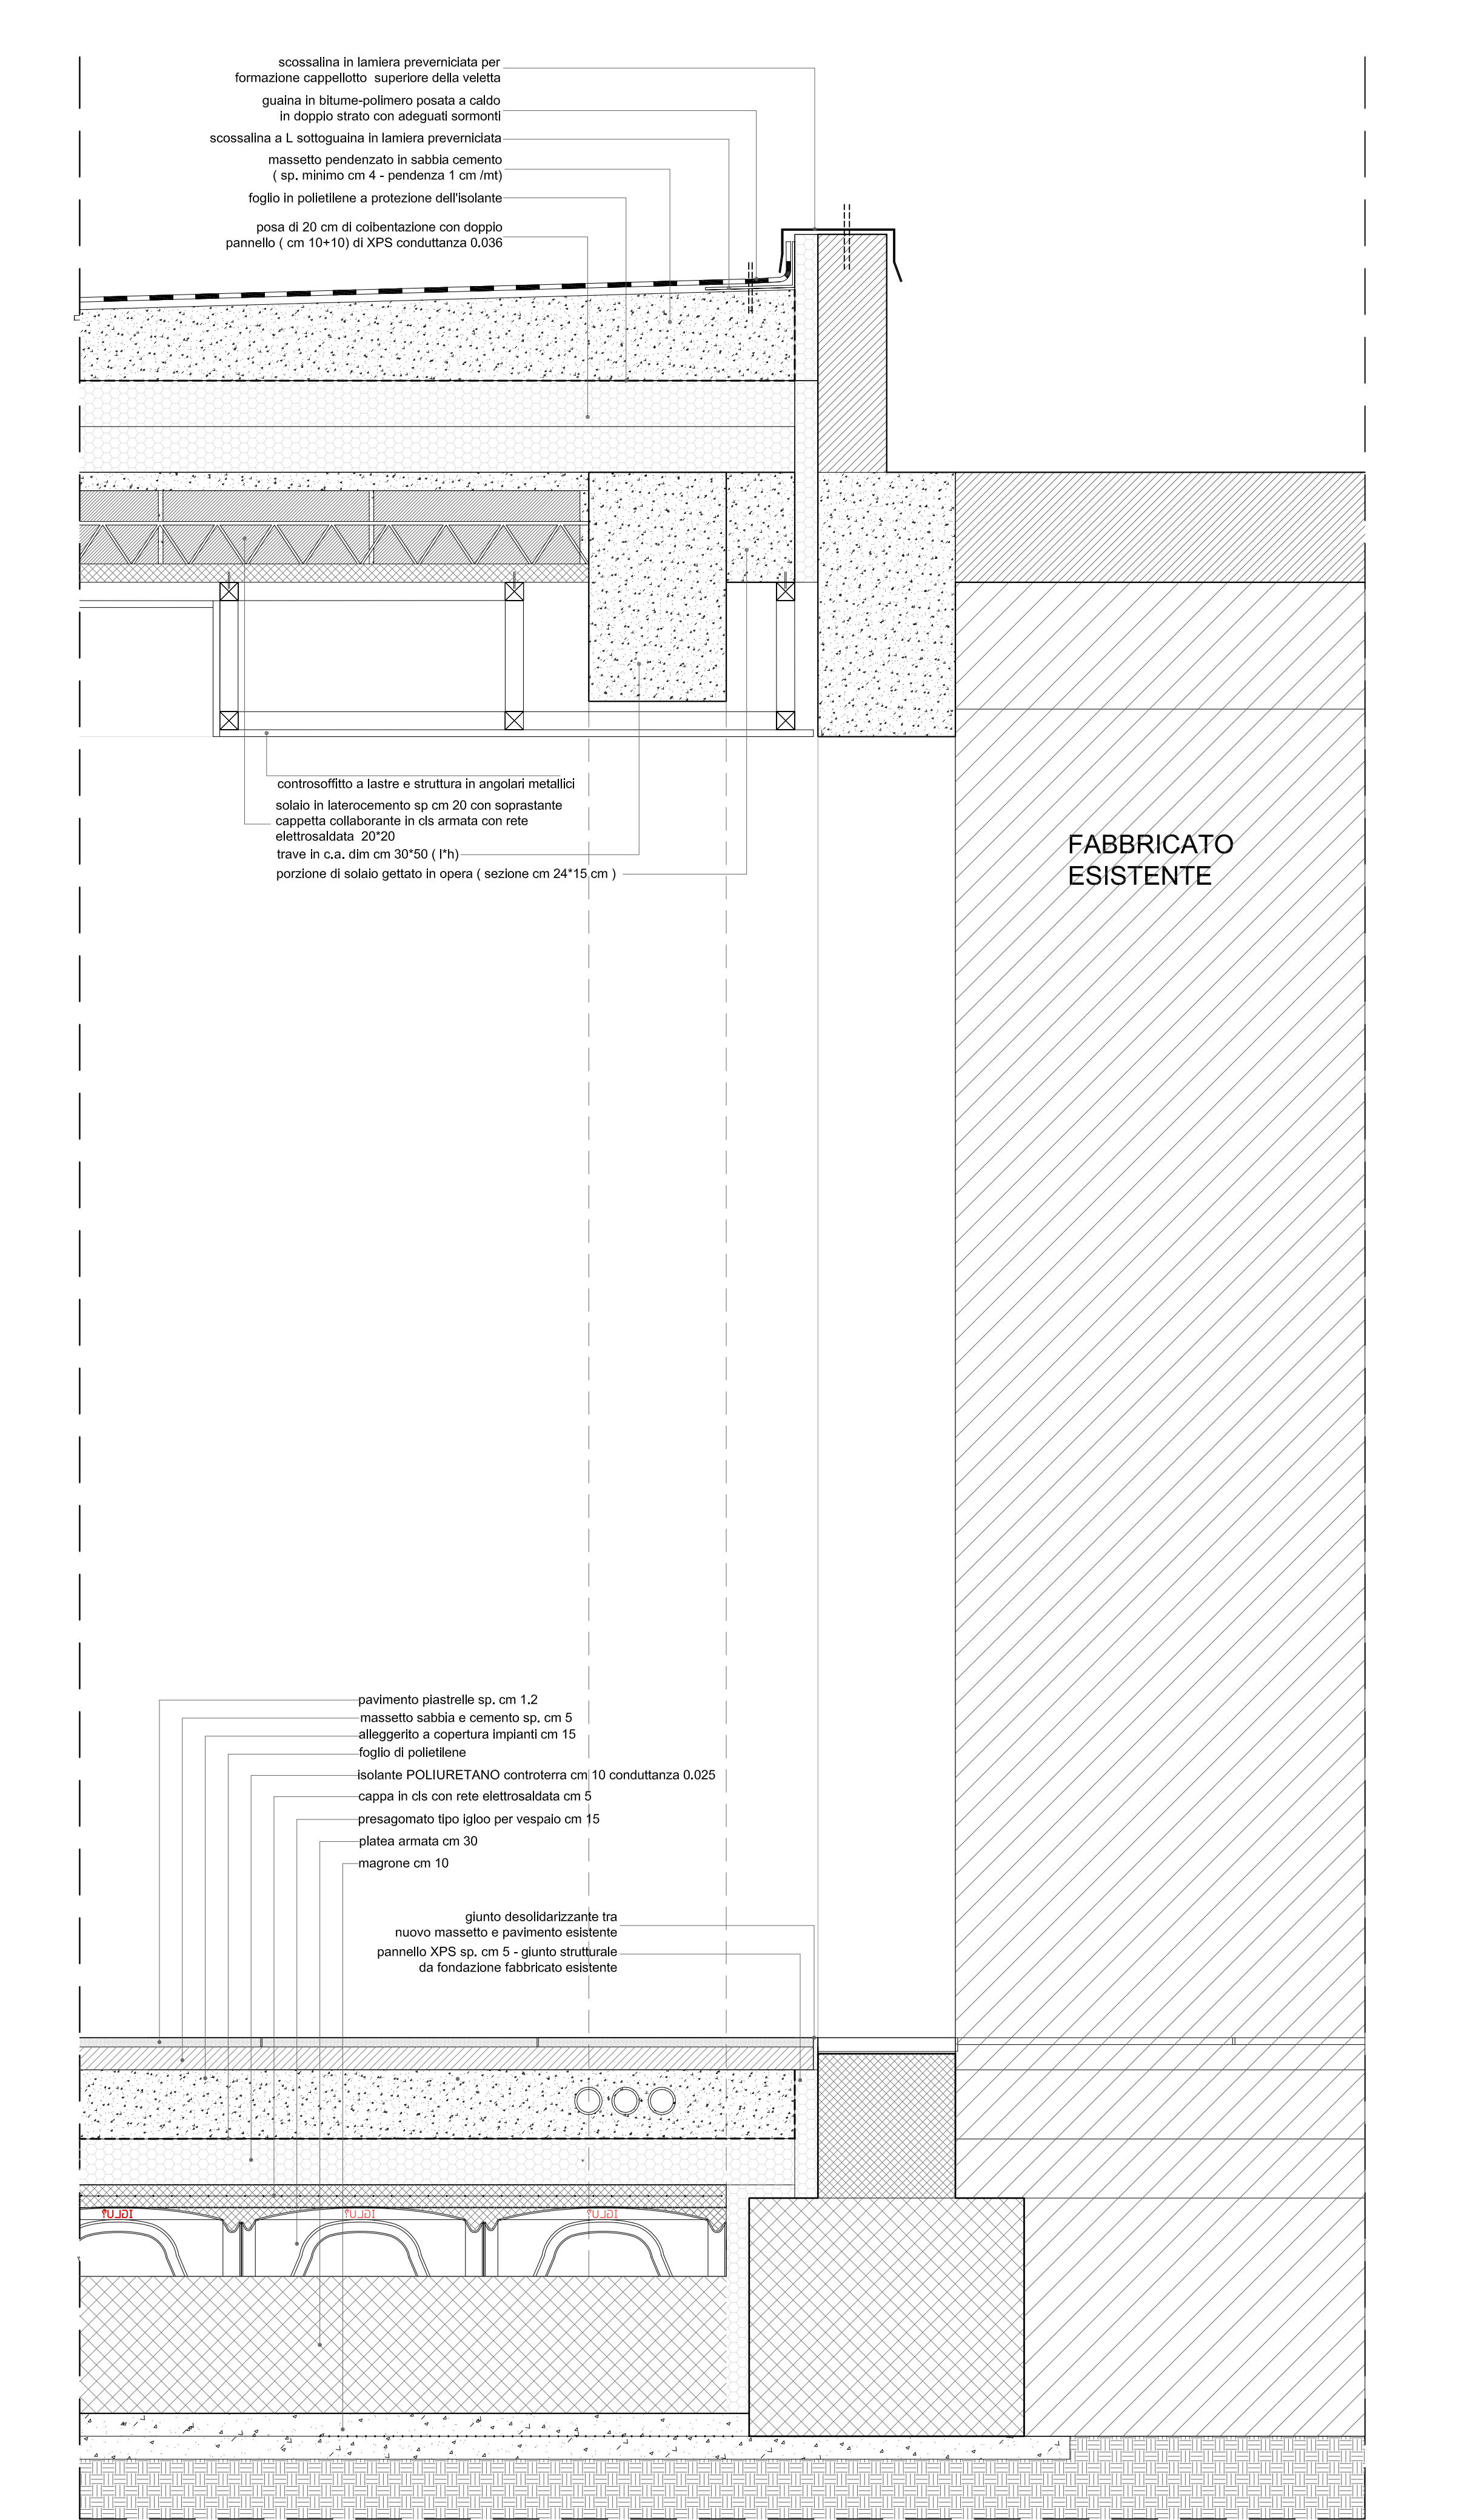 scossalina in lamiera preverniciata per
formazione cappellotto superiore della veletta
guaina in bitume-polimero posata a caldo
in doppio strato con adeguati sormonti
scossalina a L sottoguaina in lamiera preverniciata
massetto pendenzato in sabbia cemento
( sp. minimo cm 4 - pendenza 1 cm /mt)
foglio in polietilene a protezione dell'isolante
posa di 20 cm di coibentazione con doppio
pannello ( cm 10+10) di XPS conduttanza 0.036
controsoffitto a lastre e struttura in angolari metallici
solaio in laterocemento sp cm 20 con soprastante
cappetta collaborante in cls armata con rete
elettrosaldata 20*20
trave in c.a. dim cm 30*50 ( l*h)
porzione di solaio gettato in opera ( sezione cm 24*15 cm )
FABBRICATO
ESISTENTE
pavimento piastrelle sp. cm 1.2
massetto sabbia e cemento sp. cm 5
alleggerito a copertura impianti cm 15
foglio di polietilene
isolante POLIURETANO controterra cm 10 conduttanza 0.025
cappa in cls con rete elettrosaldata cm 5
presagomato tipo igloo per vespaio cm 15
platea armata cm 30
magrone cm 10
giunto desolidarizzante tra
nuovo massetto e pavimento esistente
pannello XPS sp. cm 5 - giunto strutturale
da fondazione fabbricato esistente